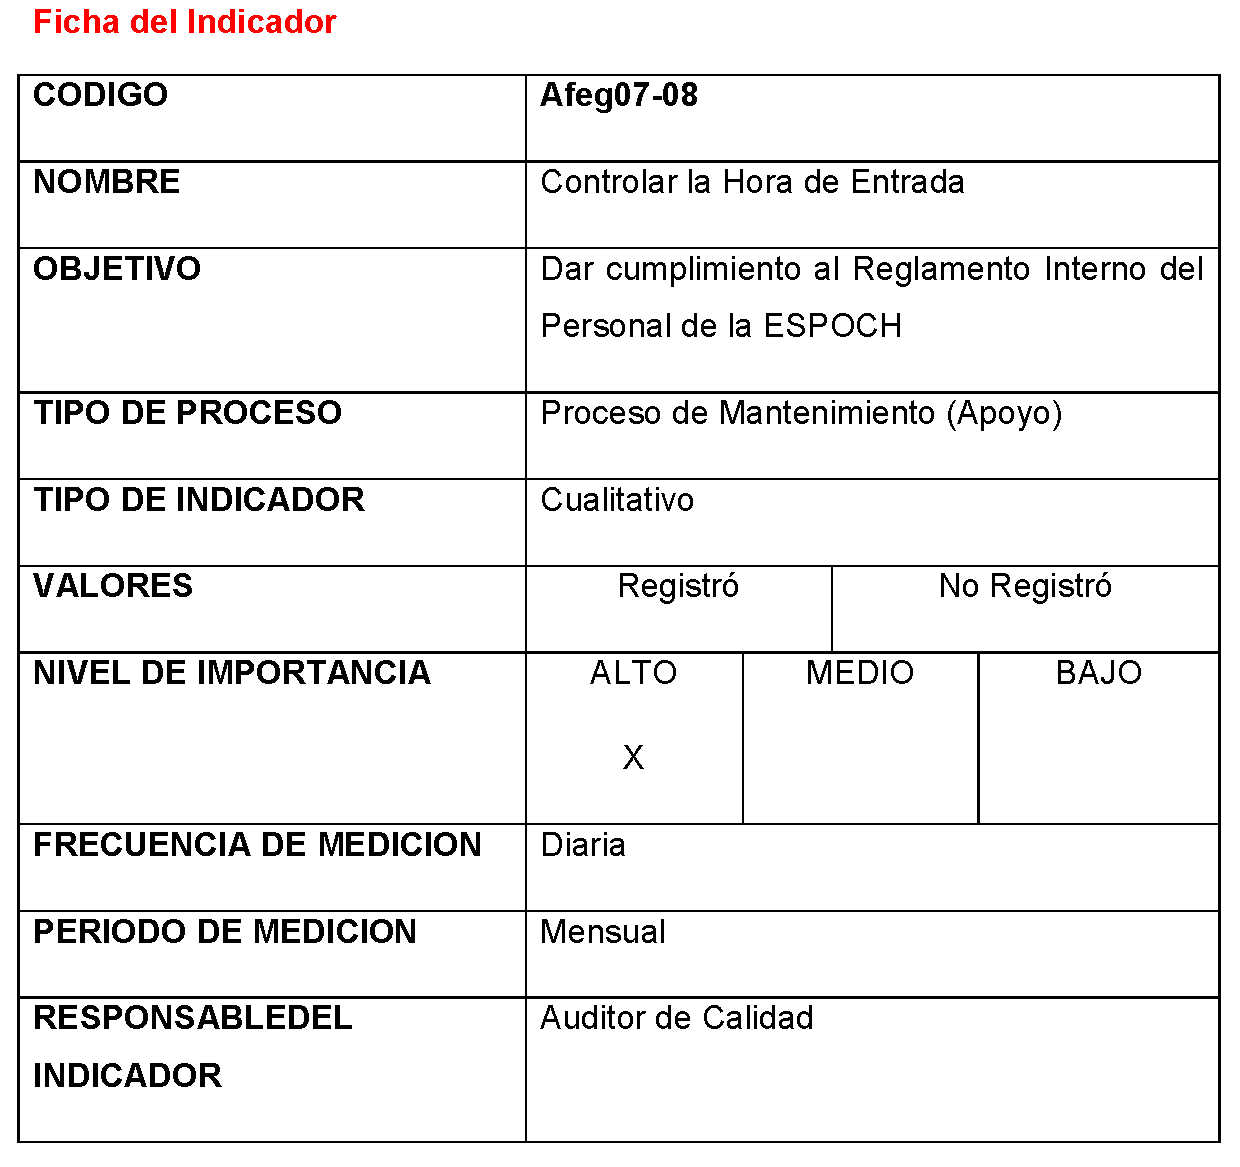 Ficha del Indicador
CODIGO Afeg07-08
NOMBRE Controlar la Hora de Entrada
OBJETIVO Dar cumplimiento al Reglamento Interno del
Personal de la ESPOCH
TIPO DE PROCESO Proceso de Mantenimiento (Apoyo)
TIPO DE INDICADOR Cualitativo
VALORES Registró No Registró
NIVEL DE IMPORTANCIA ALTO MEDIO BAJO
X
FRECUENCIA DE MEDICION Diaria
PERIODO DE MEDICION Mensual
RESPONSABLEDEL Auditor de Calidad
INDICADOR